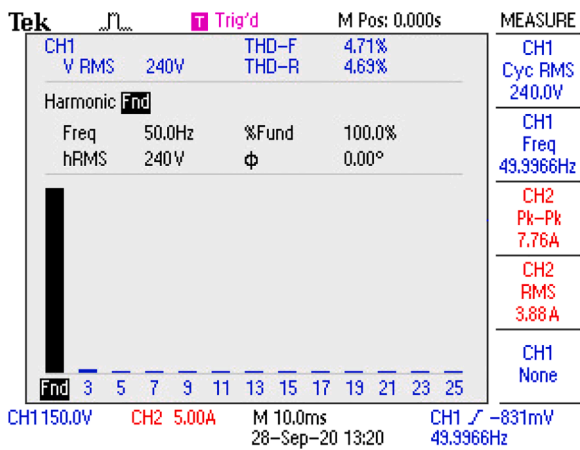 Tek Trig'd M Pos: 0.000s MEASURE
CH1 THD-F 4.71%
V RMS 240V THD-R 4.69%
Harmonic Fnd
Freq 50.0Hz %Fund 100.0%
hRMS 240V Φ 0.00°
CH1
Cyc RMS
240.0V
CH1
Freq
49.9966Hz
CH2
Pk-Pk
7.76A
CH2
RMS
3.88A
CH1
None
Fnd 3 5 7 9 11 13 15 17 19 21 23 25
CH1 150.0V CH2 5.00A M 10.0ms CH1 -831mV
28-Sep-20 13:20 49.9966Hz